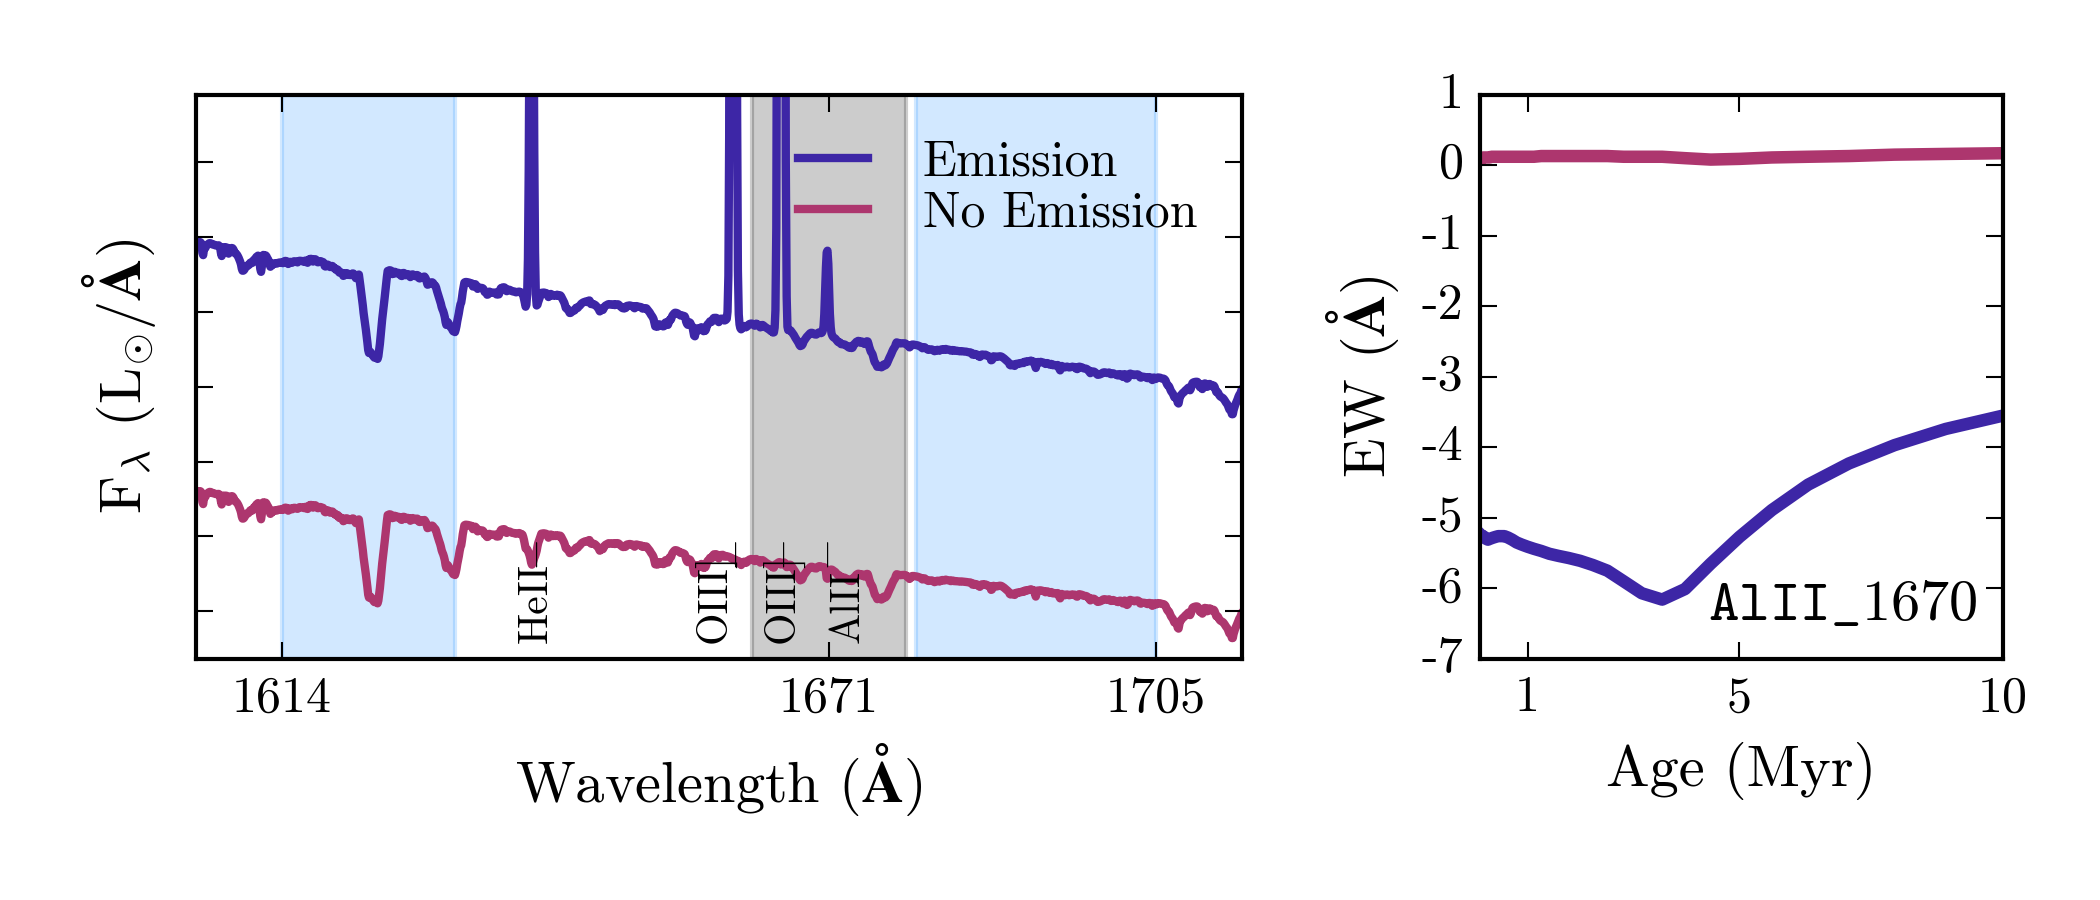 Emission
No Emission
HeII
OIII
OIII
AlII
1614
1671
1705
Wavelength (Å)
F_λ (L_⊙/Å)
1
0
-1
-2
-3
-4
-5
-6
-7
EW (Å)
AlII_1670
1
5
10
Age (Myr)